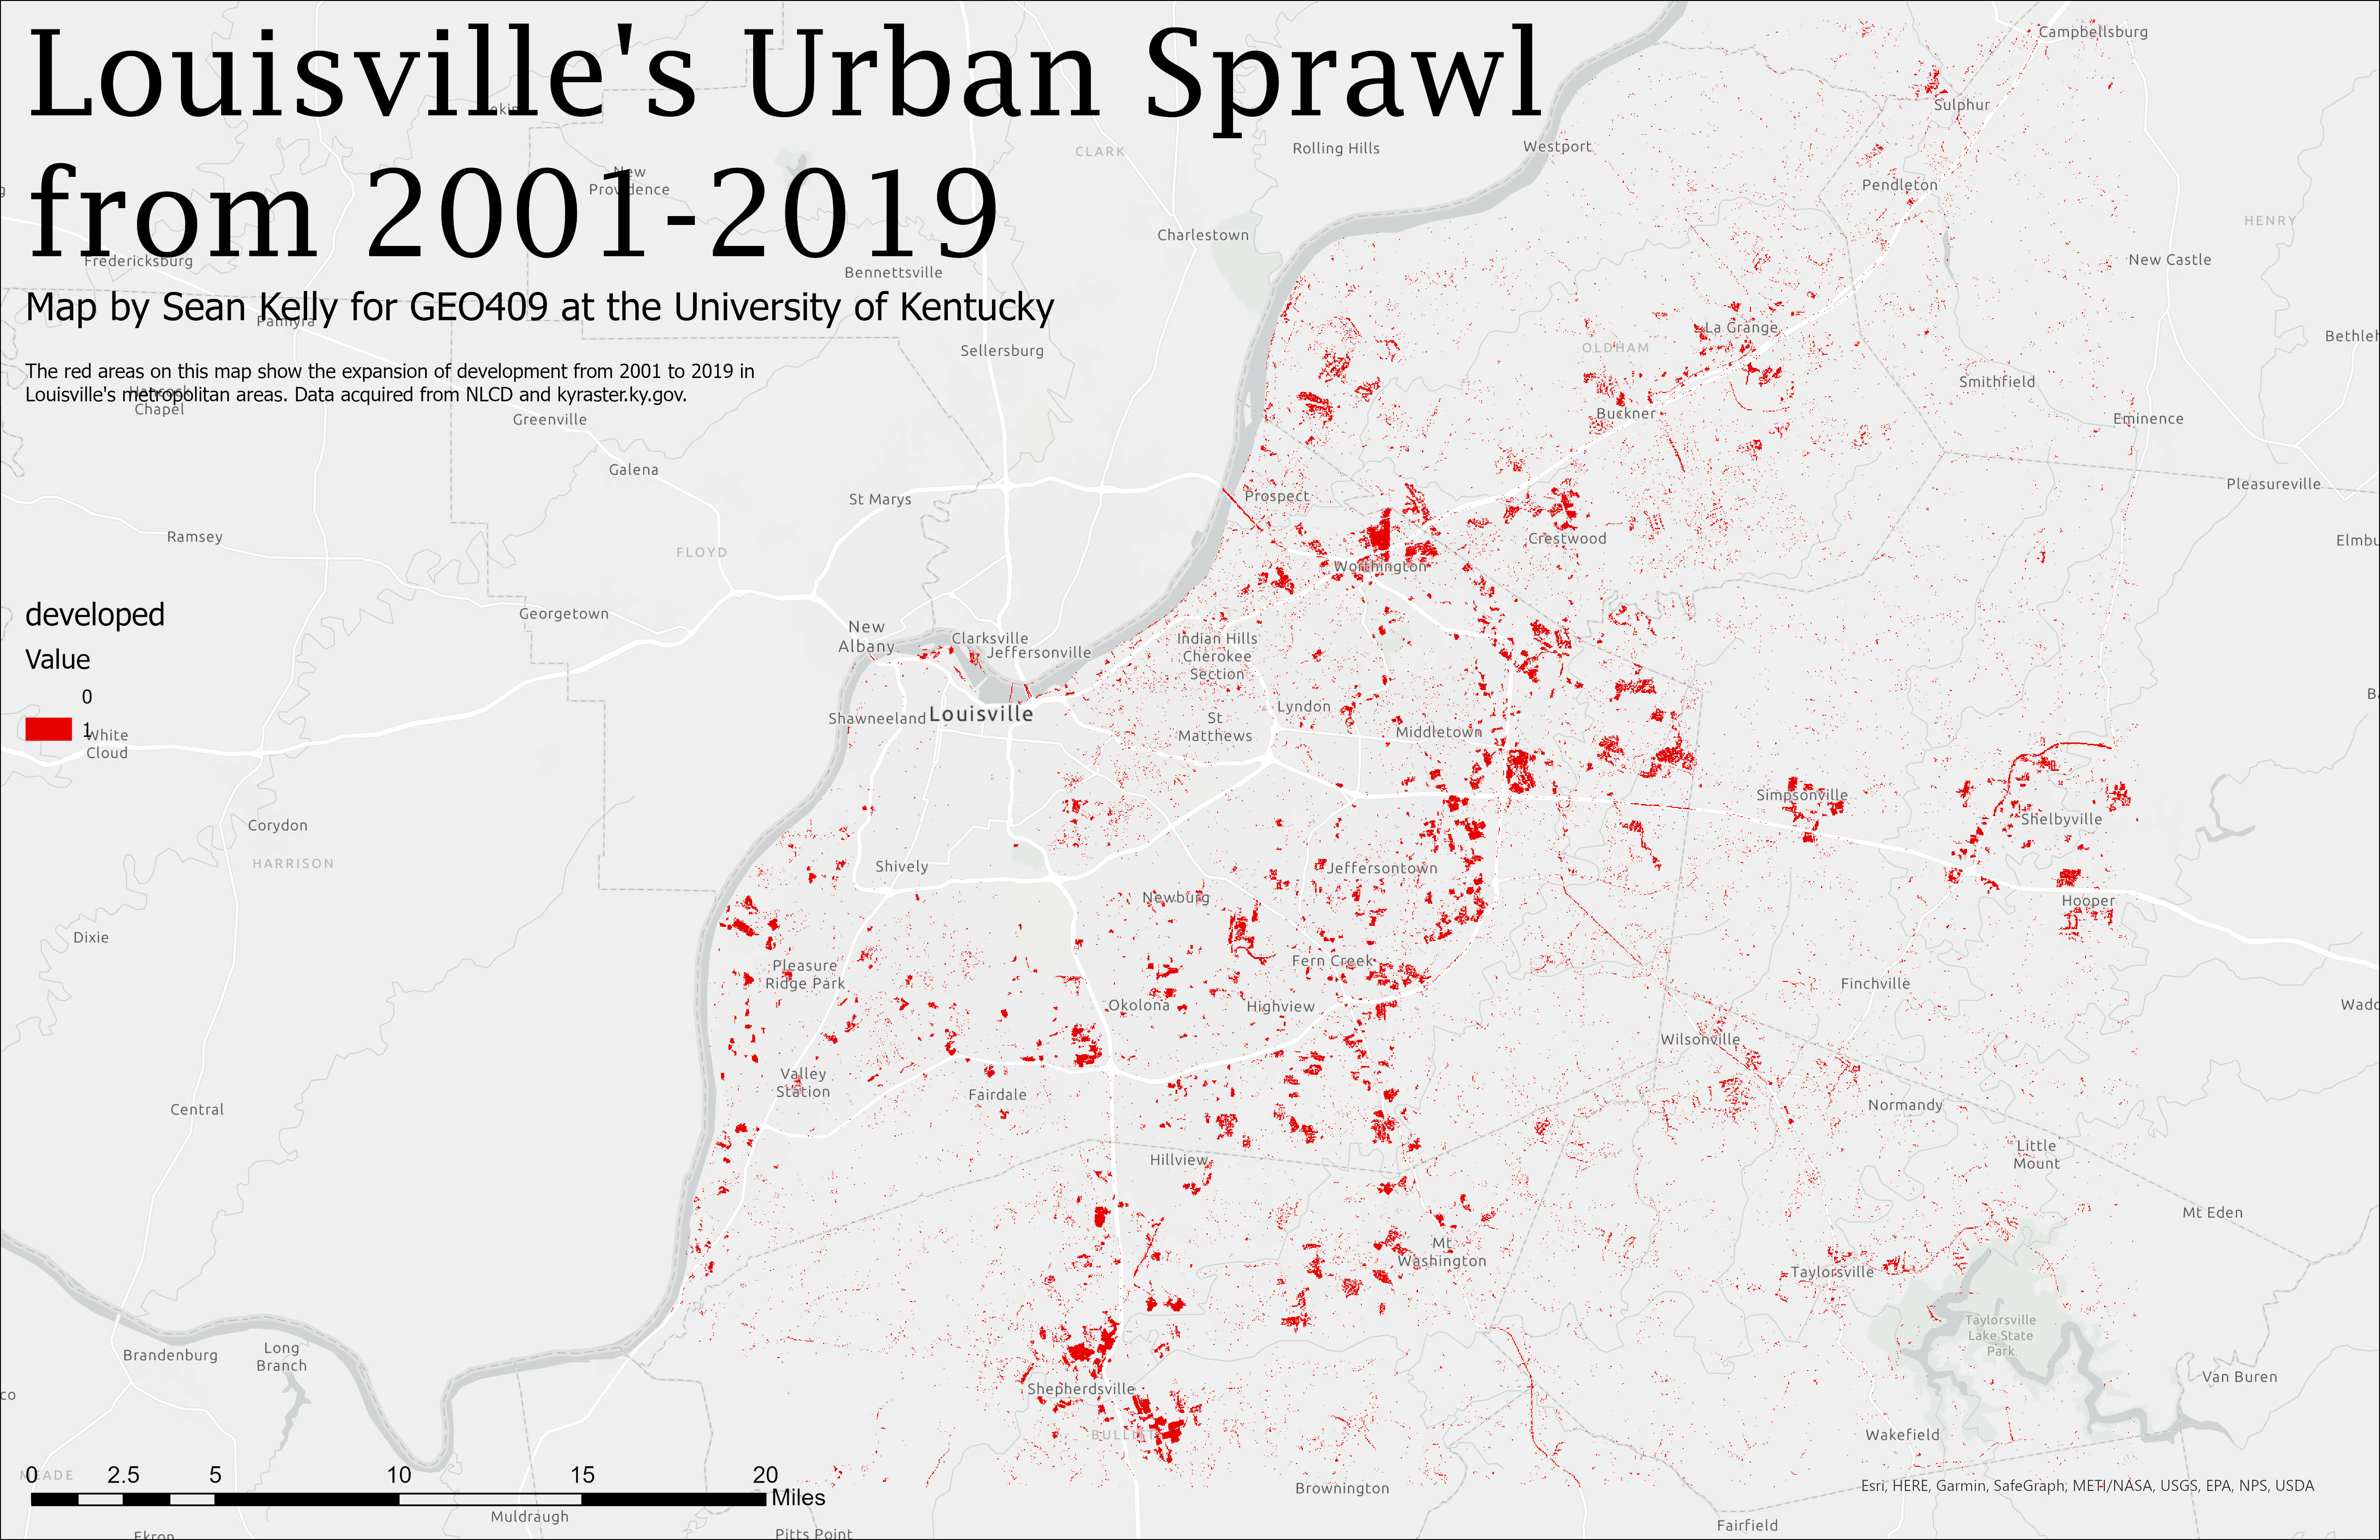 Louisville's Urban Sprawl
from 2001-2019
Map by Sean Kelly for GEO409 at the University of Kentucky
The red areas on this map show the expansion of development from 2001 to 2019 in
Louisville's metropolitan areas. Data acquired from NLCD and kyraster.ky.gov.
developed
Value
0
1
Campbellsburg
Sulphur
Rolling Hills
Westport
CLARK
New
Providence
Pendleton
HENRY
Charlestown
New Castle
Fredericksburg
Bennettsville
Palmyra
La Grange
Bethleh
Sellersburg
OLDHAM
Smithfield
Hancock
Chapel
Greenville
Buckner
Eminence
Galena
Pleasureville
St Marys
Prospect
Ramsey
Crestwood
Elmbu
FLOYD
Worthington
Georgetown
New
Albany
Clarksville
Jeffersonville
Indian Hills
Cherokee
Section
Shawneeland
Louisville
Lyndon
St
Matthews
Middletown
White
Cloud
Simpsonville
Shelbyville
Corydon
HARRISON
Shively
Jeffersontown
Newburg
Hooper
Dixie
Pleasure
Ridge Park
Fern Creek
Finchville
Okolona
Highview
Wadd
Wilsonville
Valley
Station
Fairdale
Central
Normandy
Little
Mount
Hillview
Mt Eden
Mt
Washington
Taylorsville
Taylorsville
Lake State
Park
Brandenburg
Long
Branch
Shepherdsville
Van Buren
co
BULLITT
Wakefield
MEADE
0 2.5 5 10 15 20
Miles
Brownington
Esri, HERE, Garmin, SafeGraph, METI/NASA, USGS, EPA, NPS, USDA
Muldraugh
Fairfield
Ekron
Pitts Point